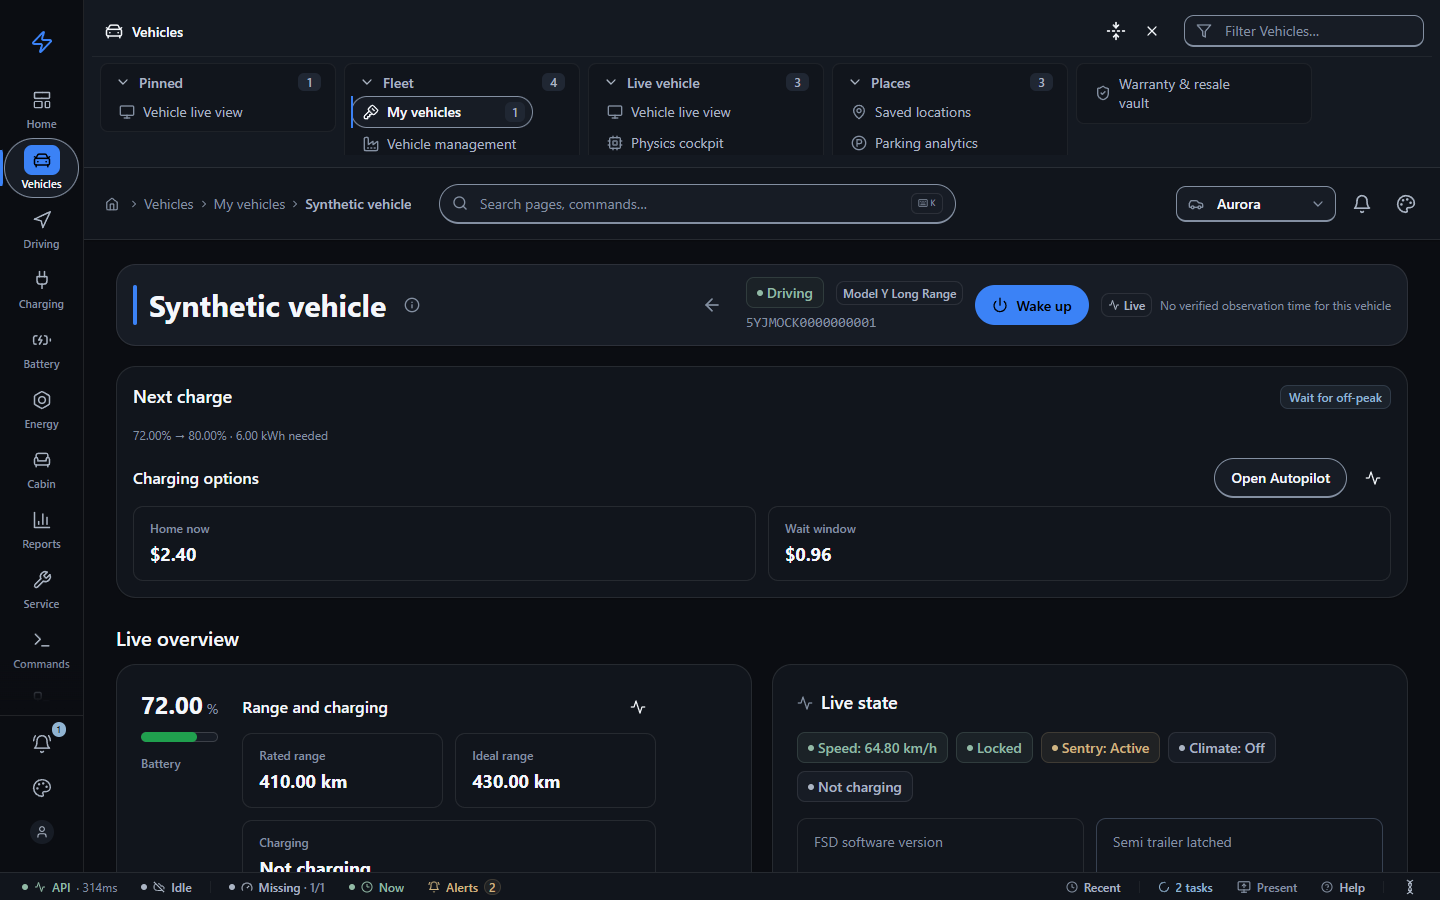 Vehicles
Filter Vehicles...
Home
Vehicles
Driving
Charging
Battery
Energy
Cabin
Reports
Service
Commands
1
Pinned 1
Vehicle live view
Fleet 4
My vehicles 1
Vehicle management
Live vehicle 3
Vehicle live view
Physics cockpit
Places 3
Saved locations
Parking analytics
Warranty & resale
vault
Vehicles > My vehicles > Synthetic vehicle
Search pages, commands...
K
Aurora
Synthetic vehicle
Driving
Model Y Long Range
5YJMOCK0000000001
Wake up
Live
No verified observation time for this vehicle
Next charge
Wait for off-peak
72.00% → 80.00% · 6.00 kWh needed
Charging options
Open Autopilot
Home now
$2.40
Wait window
$0.96
Live overview
72.00 %
Battery
Range and charging
Rated range
410.00 km
Ideal range
430.00 km
Charging
Not charging
Live state
Speed: 64.80 km/h
Locked
Sentry: Active
Climate: Off
Not charging
FSD software version
Semi trailer latched
API · 314ms
Idle
Missing · 1/1
Now
Alerts 2
Recent
2 tasks
Present
Help